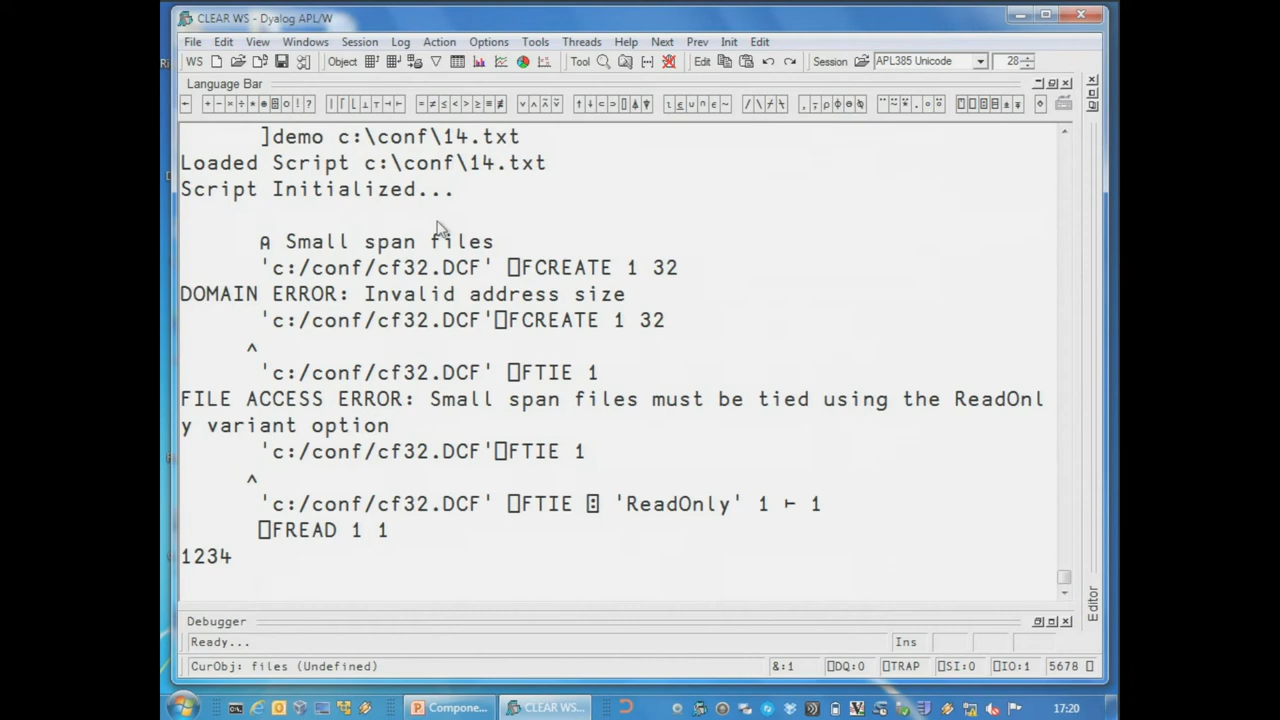 CLEAR WS - Dyalog APL/W
File Edit View Windows Session Log Action Options Tools Threads Help Next Prev Init Edit
WS Object Tool Edit Session APL385 Unicode 28
Language Bar
]demo c:\conf\14.txt
Loaded Script c:\conf\14.txt
Script Initialized...
⍝ Small span files
'c:/conf/cf32.DCF' ⎕FCREATE 1 32
DOMAIN ERROR: Invalid address size
'c:/conf/cf32.DCF'⎕FCREATE 1 32
^
'c:/conf/cf32.DCF' ⎕FTIE 1
FILE ACCESS ERROR: Small span files must be tied using the ReadOnl
y variant option
'c:/conf/cf32.DCF'⎕FTIE 1
^
'c:/conf/cf32.DCF' ⎕FTIE ⍠ 'ReadOnly' 1 ⊢ 1
⎕FREAD 1 1
1234
Editor
Debugger
Ready... Ins
CurObj: files (Undefined) &:1 ⎕DQ:0 ⎕TRAP ⎕SI:0 ⎕IO:1 5678 ⎕
Compone... CLEAR WS... 17:20